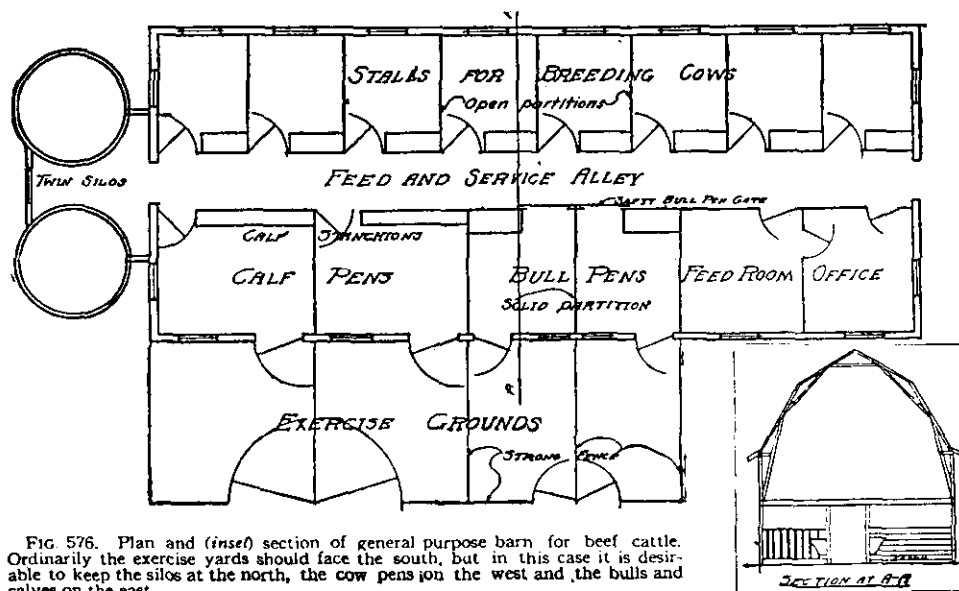 STALLS FOR BREEDING COWS
Open partitions
TWIN SILOS
FEED AND SERVICE ALLEY
SAFTY BULL PEN GATE
CALF STANCHIONS
CALF PENS BULL PENS FEED ROOM OFFICE
SOLID PARTITION
EXERCISE GROUNDS
STRONG FENCE
FIG. 576. Plan and (inset) section of general purpose barn for beef cattle.
Ordinarily the exercise yards should face the south, but in this case it is desir-
able to keep the silos at the north, the cow pens on the west and the bulls and
calves on the east
SECTION AT A-A